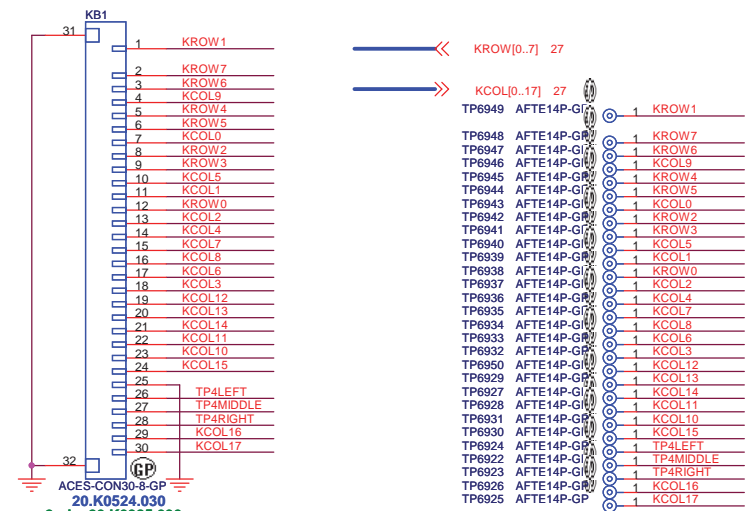 KB1
31
1 KROW1
2 KROW7
3 KROW6
4 KCOL9
5 KROW4
6 KROW5
7 KCOL0
8 KROW2
9 KROW3
10 KCOL5
11 KCOL1
12 KROW0
13 KCOL2
14 KCOL4
15 KCOL7
16 KCOL8
17 KCOL6
18 KCOL3
19 KCOL12
20 KCOL13
21 KCOL14
22 KCOL11
23 KCOL10
24 KCOL15
25
26 TP4LEFT
27 TP4MIDDLE
28 TP4RIGHT
29 KCOL16
30 KCOL17
32
GP
ACES-CON30-8-GP
20.K0524.030
KROW[0..7] 27
KCOL[0..17] 27
TP6949 AFTE14P-GP 1 KROW1
TP6948 AFTE14P-GP 1 KROW7
TP6947 AFTE14P-GP 1 KROW6
TP6946 AFTE14P-GP 1 KCOL9
TP6945 AFTE14P-GP 1 KROW4
TP6944 AFTE14P-GP 1 KROW5
TP6943 AFTE14P-GP 1 KCOL0
TP6942 AFTE14P-GP 1 KROW2
TP6941 AFTE14P-GP 1 KROW3
TP6940 AFTE14P-GP 1 KCOL5
TP6939 AFTE14P-GP 1 KCOL1
TP6938 AFTE14P-GP 1 KROW0
TP6937 AFTE14P-GP 1 KCOL2
TP6936 AFTE14P-GP 1 KCOL4
TP6935 AFTE14P-GP 1 KCOL7
TP6934 AFTE14P-GP 1 KCOL8
TP6933 AFTE14P-GP 1 KCOL6
TP6932 AFTE14P-GP 1 KCOL3
TP6950 AFTE14P-GP 1 KCOL12
TP6929 AFTE14P-GP 1 KCOL13
TP6927 AFTE14P-GP 1 KCOL14
TP6928 AFTE14P-GP 1 KCOL11
TP6931 AFTE14P-GP 1 KCOL10
TP6930 AFTE14P-GP 1 KCOL15
TP6924 AFTE14P-GP 1 TP4LEFT
TP6922 AFTE14P-GP 1 TP4MIDDLE
TP6923 AFTE14P-GP 1 TP4RIGHT
TP6926 AFTE14P-GP 1 KCOL16
TP6925 AFTE14P-GP 1 KCOL17